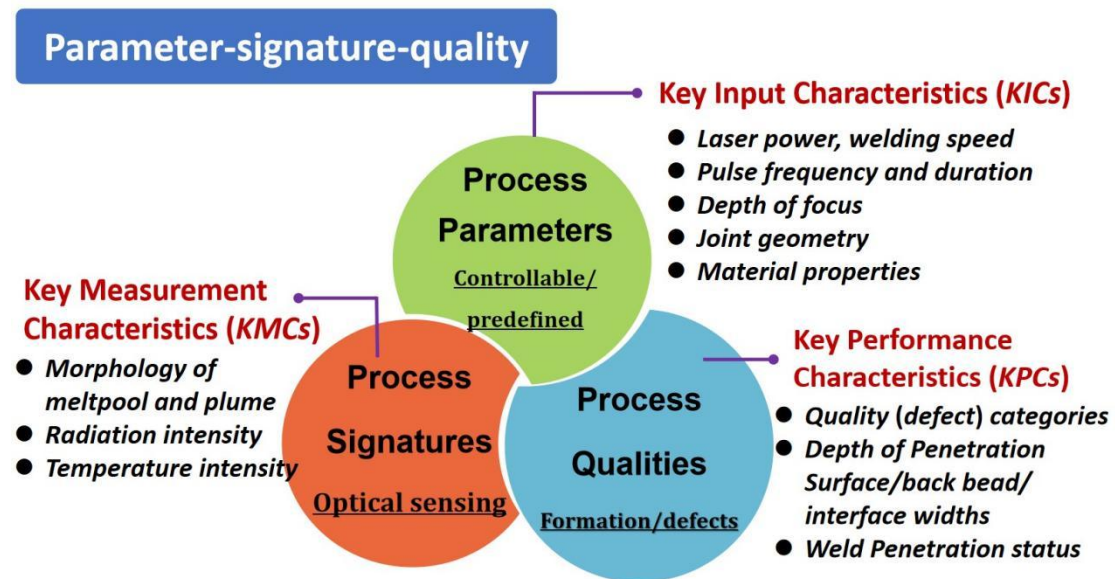 Parameter-signature-quality
Key Input Characteristics (KICs)
● Laser power, welding speed
● Pulse frequency and duration
● Depth of focus
● Joint geometry
● Material properties
Process
Parameters
Controllable/
predefined
Key Measurement
Characteristics (KMCs)
● Morphology of
meltpool and plume
● Radiation intensity
● Temperature intensity
Process
Signatures
Optical sensing
Process
Qualities
Formation/defects
Key Performance
Characteristics (KPCs)
● Quality (defect) categories
● Depth of Penetration
Surface/back bead/
interface widths
● Weld Penetration status